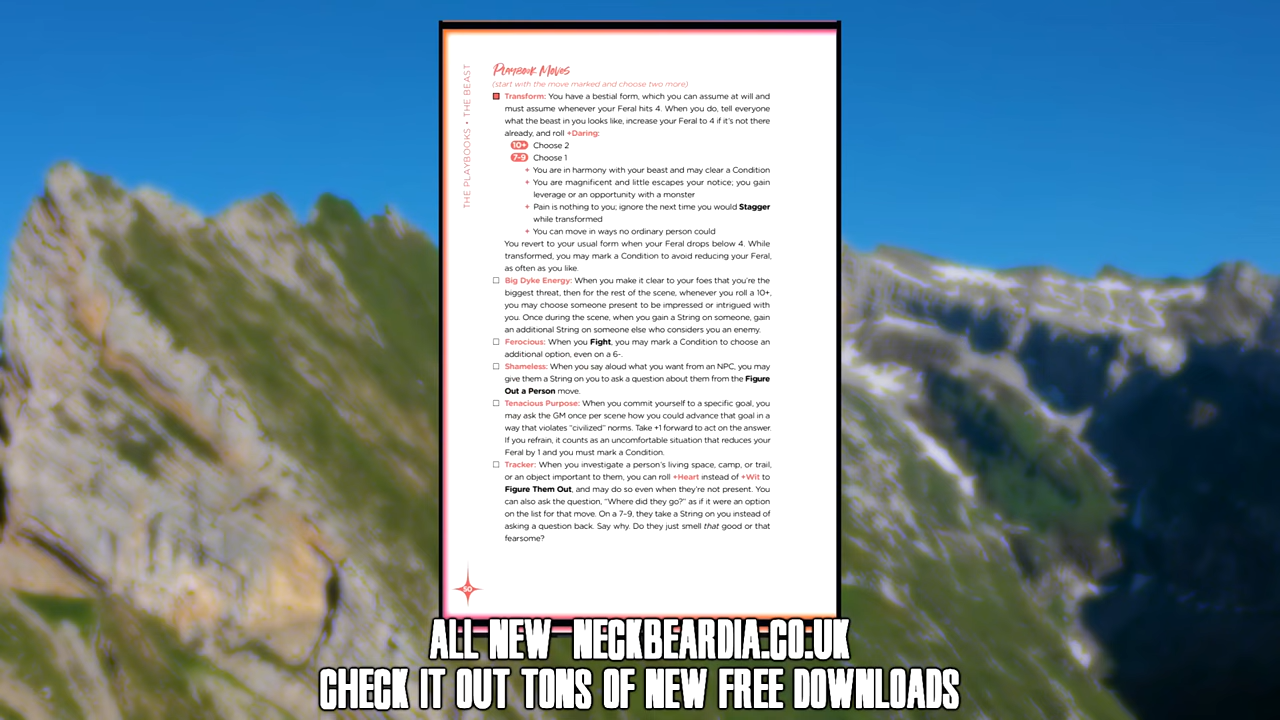 THE PLAYBOOKS • THE BEAST
Playbook Moves
(start with the move marked and choose two more)
Transform: You have a bestial form, which you can assume at will and
must assume whenever your Feral hits 4. When you do, tell everyone
what the beast in you looks like, increase your Feral to 4 if it's not there
already, and roll +Daring:
10+ Choose 2
7-9 Choose 1
+ You are in harmony with your beast and may clear a Condition
+ You are magnificent and little escapes your notice; you gain
leverage or an opportunity with a monster
+ Pain is nothing to you; ignore the next time you would Stagger
while transformed
+ You can move in ways no ordinary person could
You revert to your usual form when your Feral drops below 4. While
transformed, you may mark a Condition to avoid reducing your Feral,
as often as you like.
Big Dyke Energy: When you make it clear to your foes that you're the
biggest threat, then for the rest of the scene, whenever you roll a 10+,
you may choose someone present to be impressed or intrigued with
you. Once during the scene, when you gain a String on someone, gain
an additional String on someone else who considers you an enemy.
Ferocious: When you Fight, you may mark a Condition to choose an
additional option, even on a 6-.
Shameless: When you say aloud what you want from an NPC, you may
give them a String on you to ask a question about them from the Figure
Out a Person move.
Tenacious Purpose: When you commit yourself to a specific goal, you
may ask the GM once per scene how you could advance that goal in a
way that violates "civilized" norms. Take +1 forward to act on the answer.
If you refrain, it counts as an uncomfortable situation that reduces your
Feral by 1 and you must mark a Condition.
Tracker: When you investigate a person's living space, camp, or trail,
or an object important to them, you can roll +Heart instead of +Wit to
Figure Them Out, and may do so even when they're not present. You
can also ask the question, "Where did they go?" as if it were an option
on the list for that move. On a 7-9, they take a String on you instead of
asking a question back. Say why. Do they just smell that good or that
fearsome?
50
ALL NEW NECKBEARDIA.CO.UK
CHECK IT OUT TONS OF NEW FREE DOWNLOADS